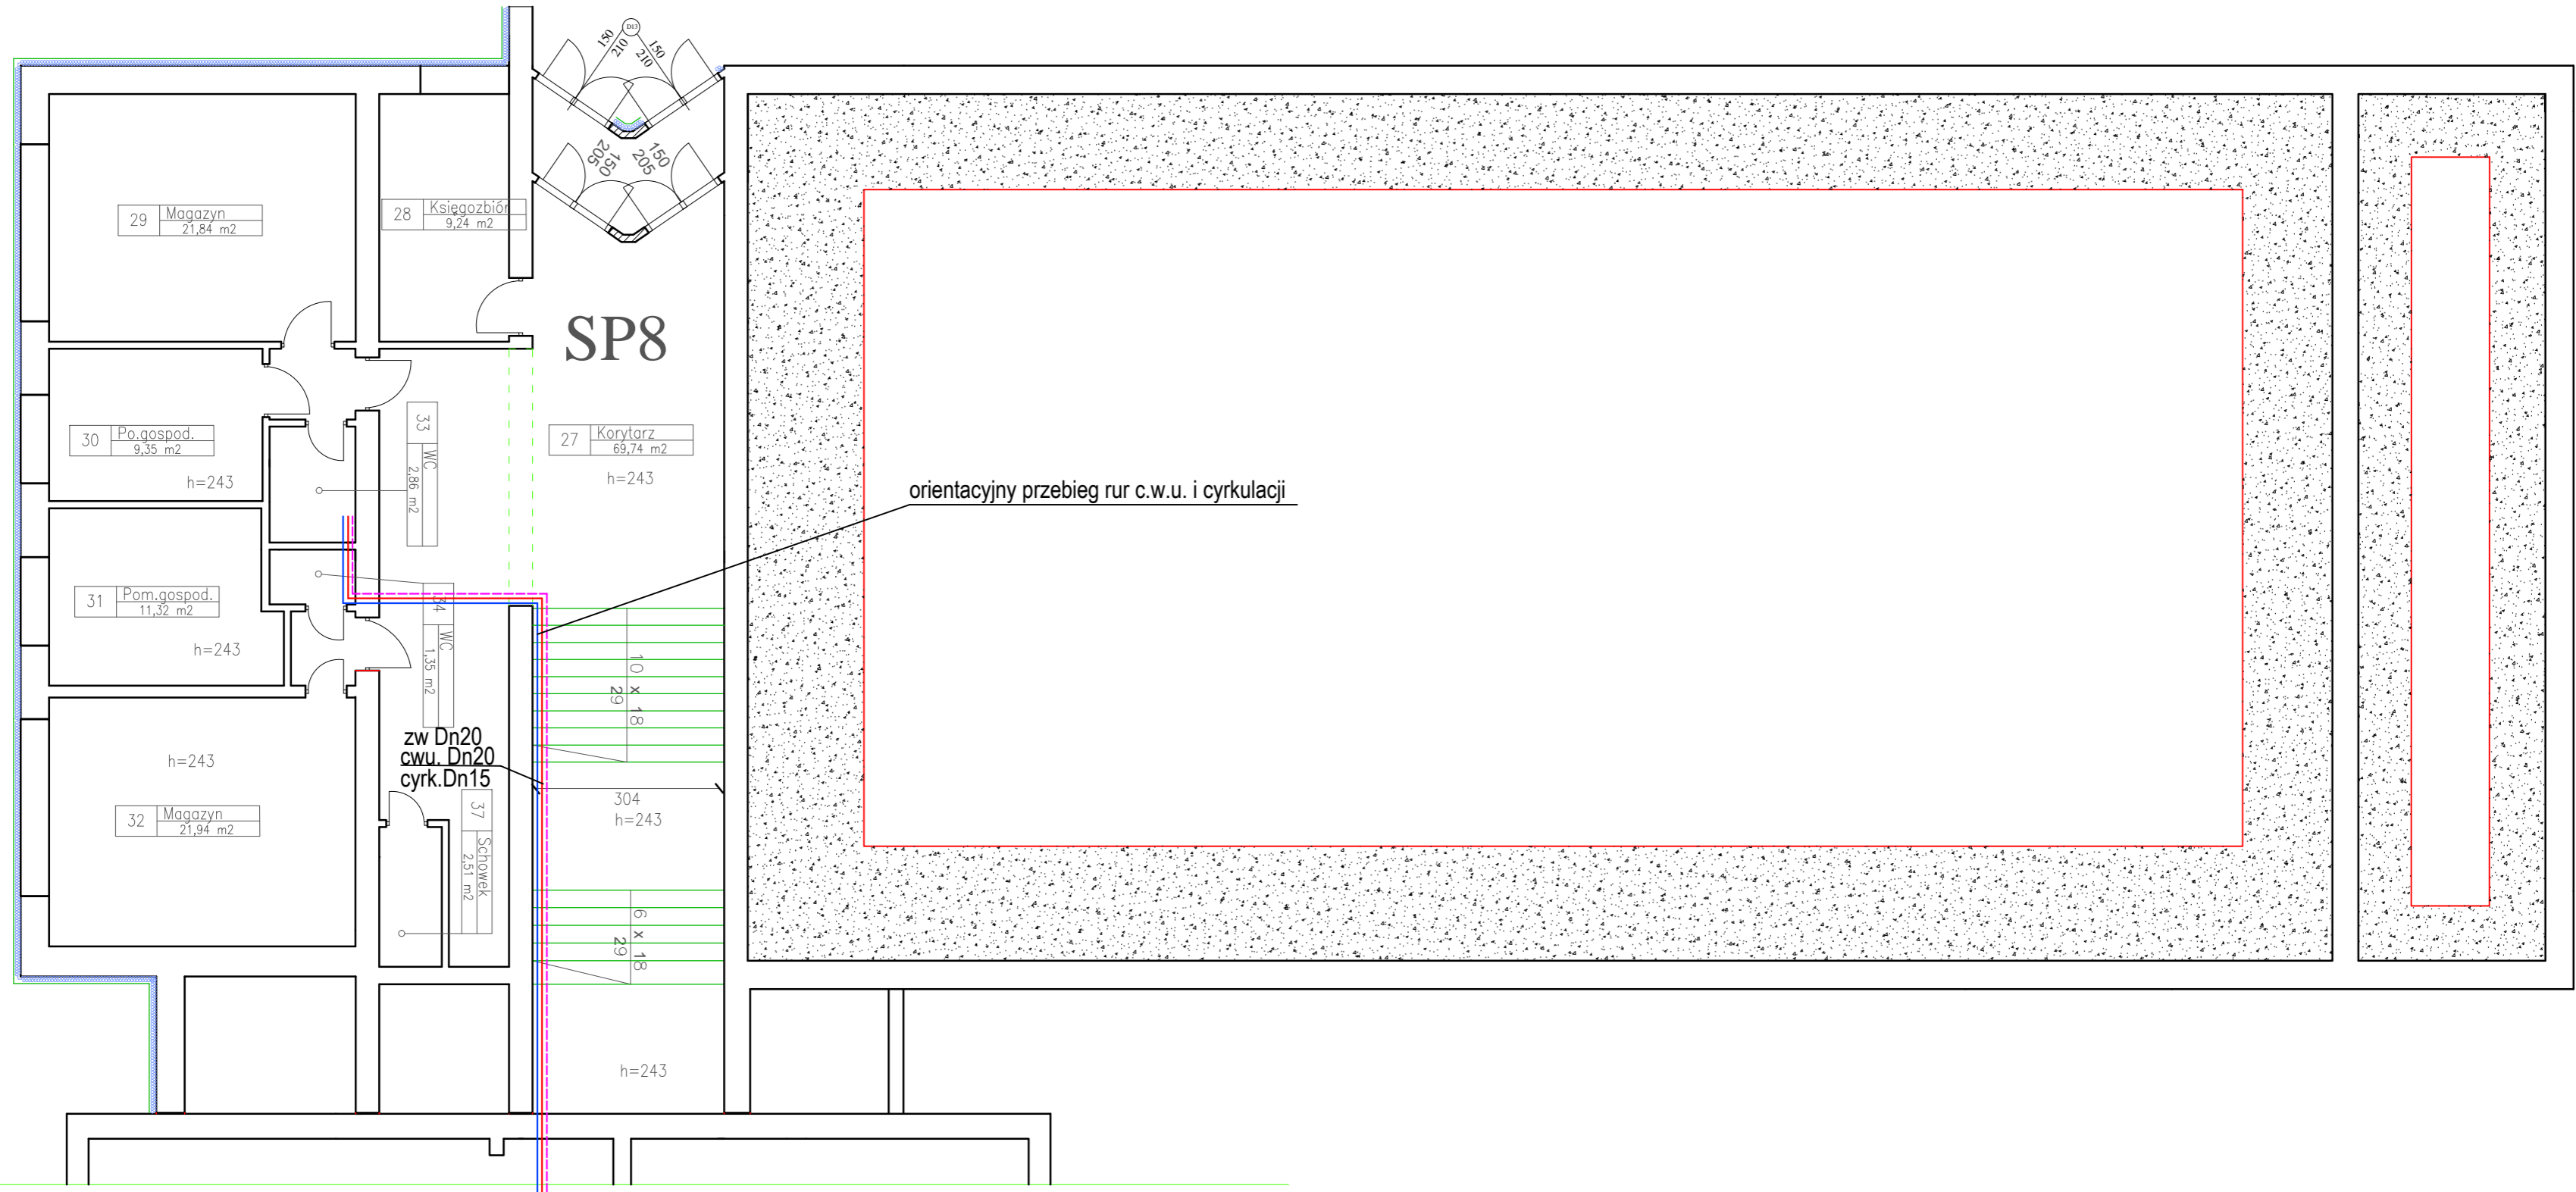 D13
150
210
150
210
150
205
150
205
29
Magazyn
21,84 m2
28
Księgozbiór
9,24 m2
SP8
30
Po.gospod.
9,35 m2
h=243
33
WC
2,86 m2
27
Korytarz
69,74 m2
h=243
orientacyjny przebieg rur c.w.u. i cyrkulacji
31
Pom.gospod.
11,32 m2
h=243
34
WC
1,35 m2
10 x 18
29
zw Dn20
cwu. Dn20
cyrk.Dn15
h=243
32
Magazyn
21,94 m2
37
Schowek
2,51 m2
304
h=243
6 x 18
29
h=243